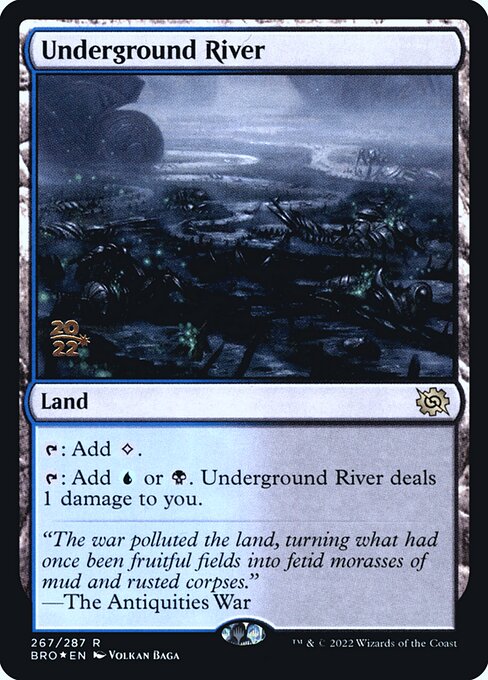 Underground River
20
22
Land
: Add .
: Add or . Underground River deals
1 damage to you.
“The war polluted the land, turning what had
once been fruitful fields into fetid morasses of
mud and rusted corpses.”
—The Antiquities War
267/287 R
BRO★EN Volkan Baga
™ & © 2022 Wizards of the Coast